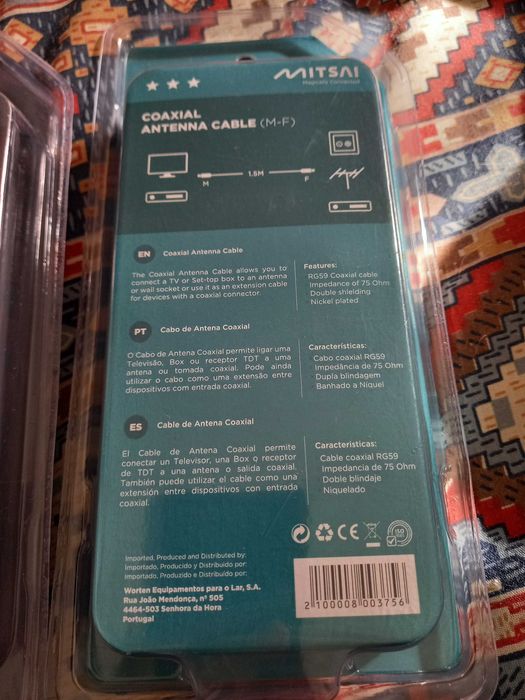 MITSAI
Magically Connected
COAXIAL
ANTENNA CABLE (M-F)
1.5M
M
F
EN
Coaxial Antenna Cable
The Coaxial Antenna Cable allows you to
connect a TV or Set-top box to an antenna
or wall socket or use it as an extension cable
for devices with a coaxial connector.
Features:
RG59 Coaxial cable
Impedance of 75 Ohm
Double shielding
Nickel plated
PT
Cabo de Antena Coaxial
O Cabo de Antena Coaxial permite ligar uma
Televisão, Box ou receptor TDT a uma
antena ou tomada coaxial. Pode ainda
utilizar o cabo como uma extensão entre
dispositivos com entrada coaxial.
Características:
Cabo coaxial RG59
Impedância de 75 Ohm
Dupla blindagem
Banhado a Níquel
ES
Cable de Antena Coaxial
El Cable de Antena Coaxial permite
conectar un Televisor, una Box o receptor
de TDT a una antena o salida coaxial.
También puede utilizar el cable como una
extensión entre dispositivos con entrada
coaxial.
Características:
Cable coaxial RG59
Impedancia de 75 Ohm
Doble blindaje
Niquelado
CE
ISO
Imported, Produced and Distributed by:
Importado, Produzido y Distribuido por:
Importado, Produzido e Distribuído por:
Worten Equipamentos para o Lar, S.A.
Rua João Mendonça, nº 505
4464-503 Senhora da Hora
Portugal
2 100008 003756